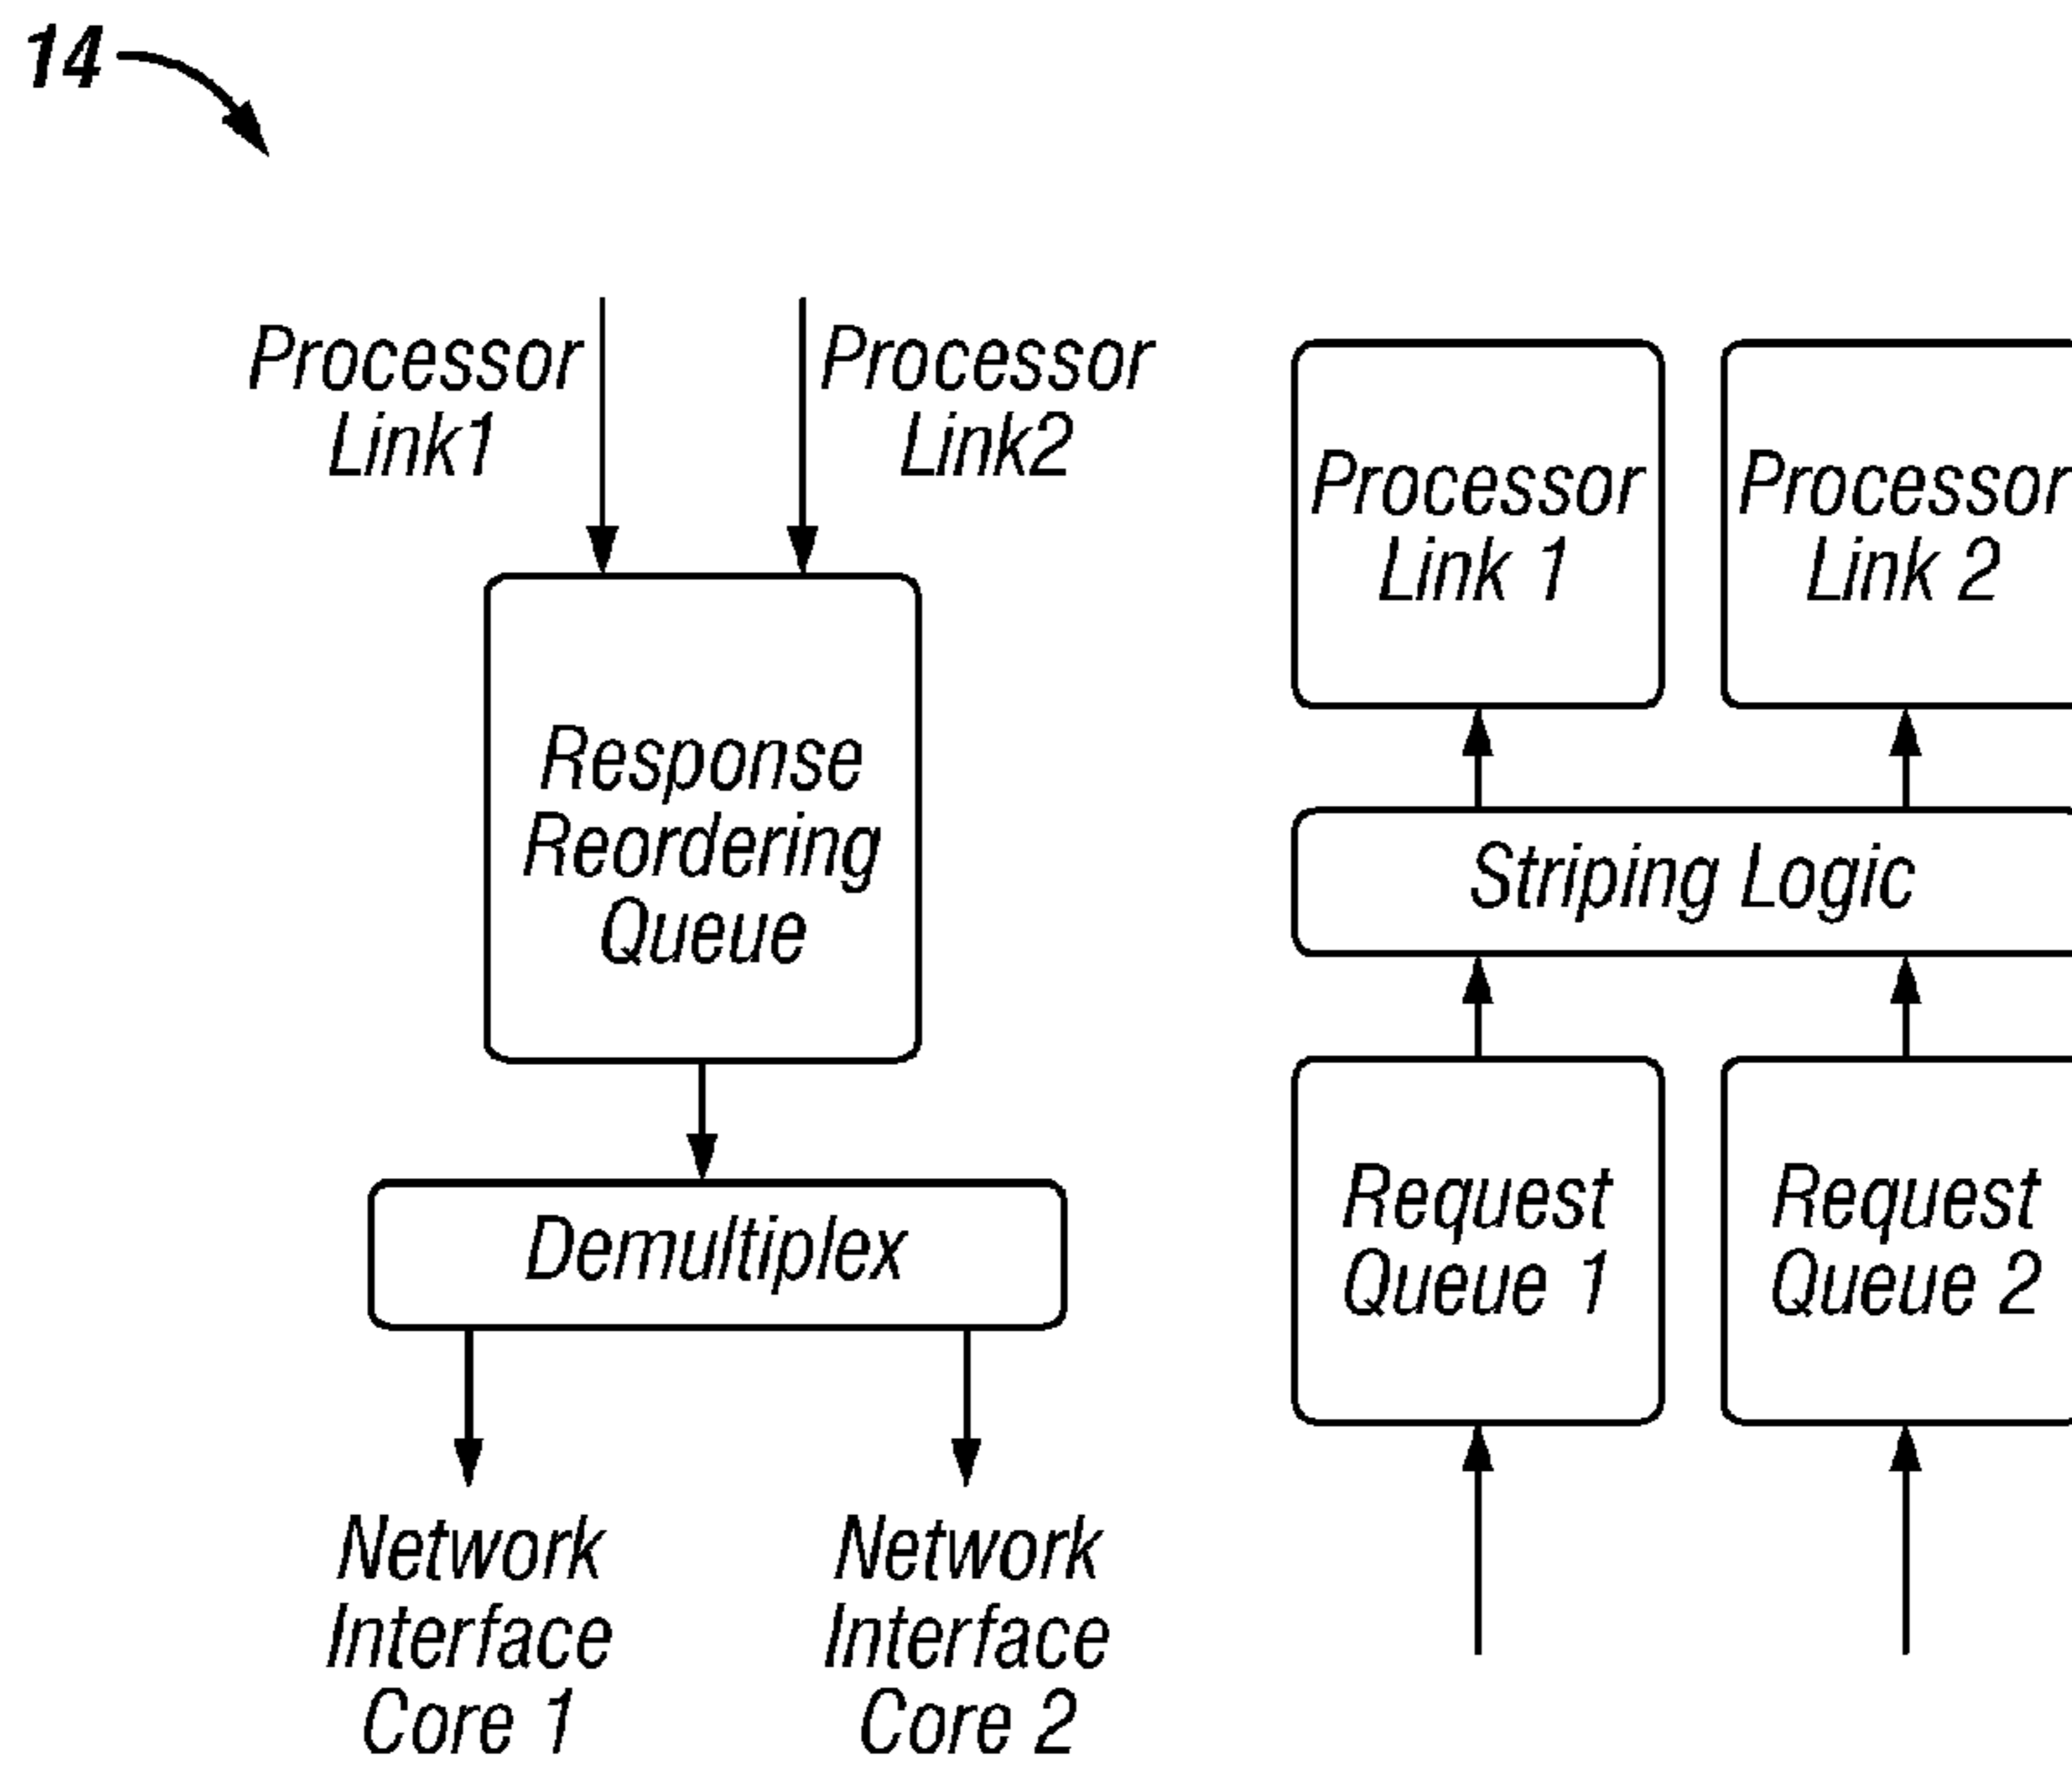 14
Processor
Link1
Processor
Link2
Response
Reordering
Queue
Demultiplex
Network
Interface
Core 1
Network
Interface
Core 2
Processor
Link 1
Processor
Link 2
Striping Logic
Request
Queue 1
Request
Queue 2